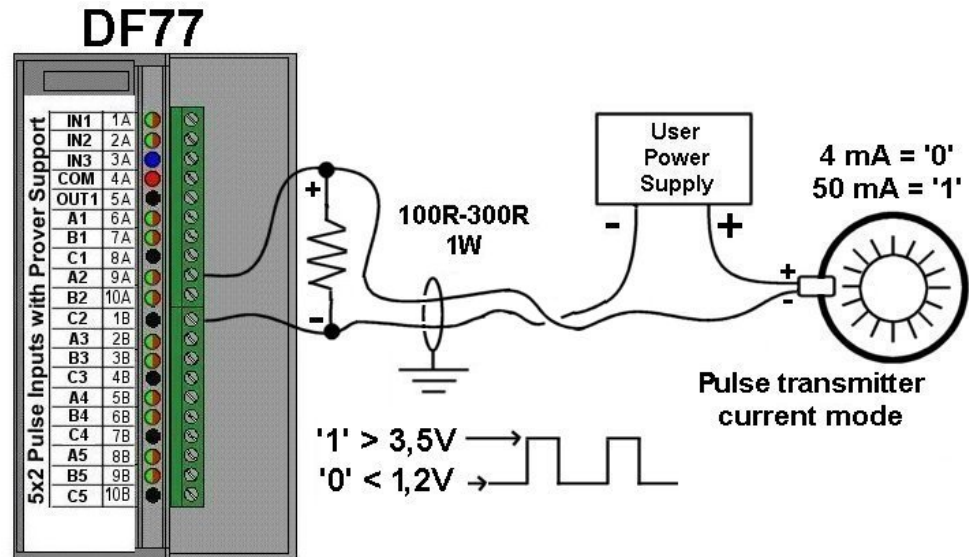 DF77
5x2 Pulse Inputs with Prover Support
IN1 1A
IN2 2A
IN3 3A
COM 4A
OUT1 5A
A1 6A
B1 7A
C1 8A
A2 9A
B2 10A
C2 1B
A3 2B
B3 3B
C3 4B
A4 5B
B4 6B
C4 7B
A5 8B
B5 9B
C5 10B
+
-
100R-300R
1W
User
Power
Supply
- +
4 mA = '0'
50 mA = '1'
+
-
Pulse transmitter
current mode
'1' > 3,5V
'0' < 1,2V